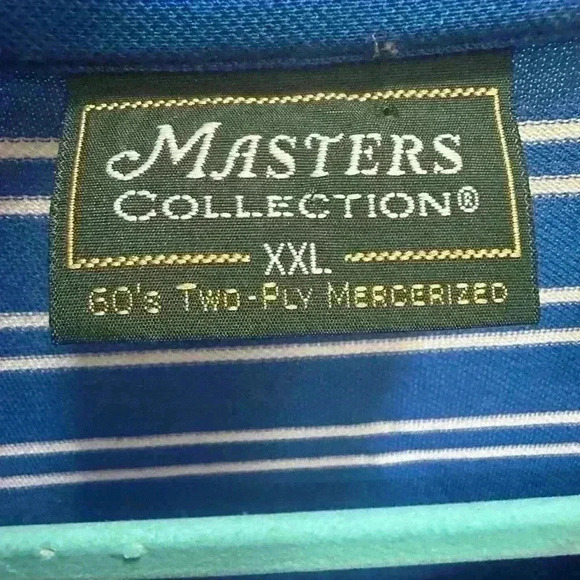 MASTERS
COLLECTION®
XXL
60's TWO-PLY MERCERIZED